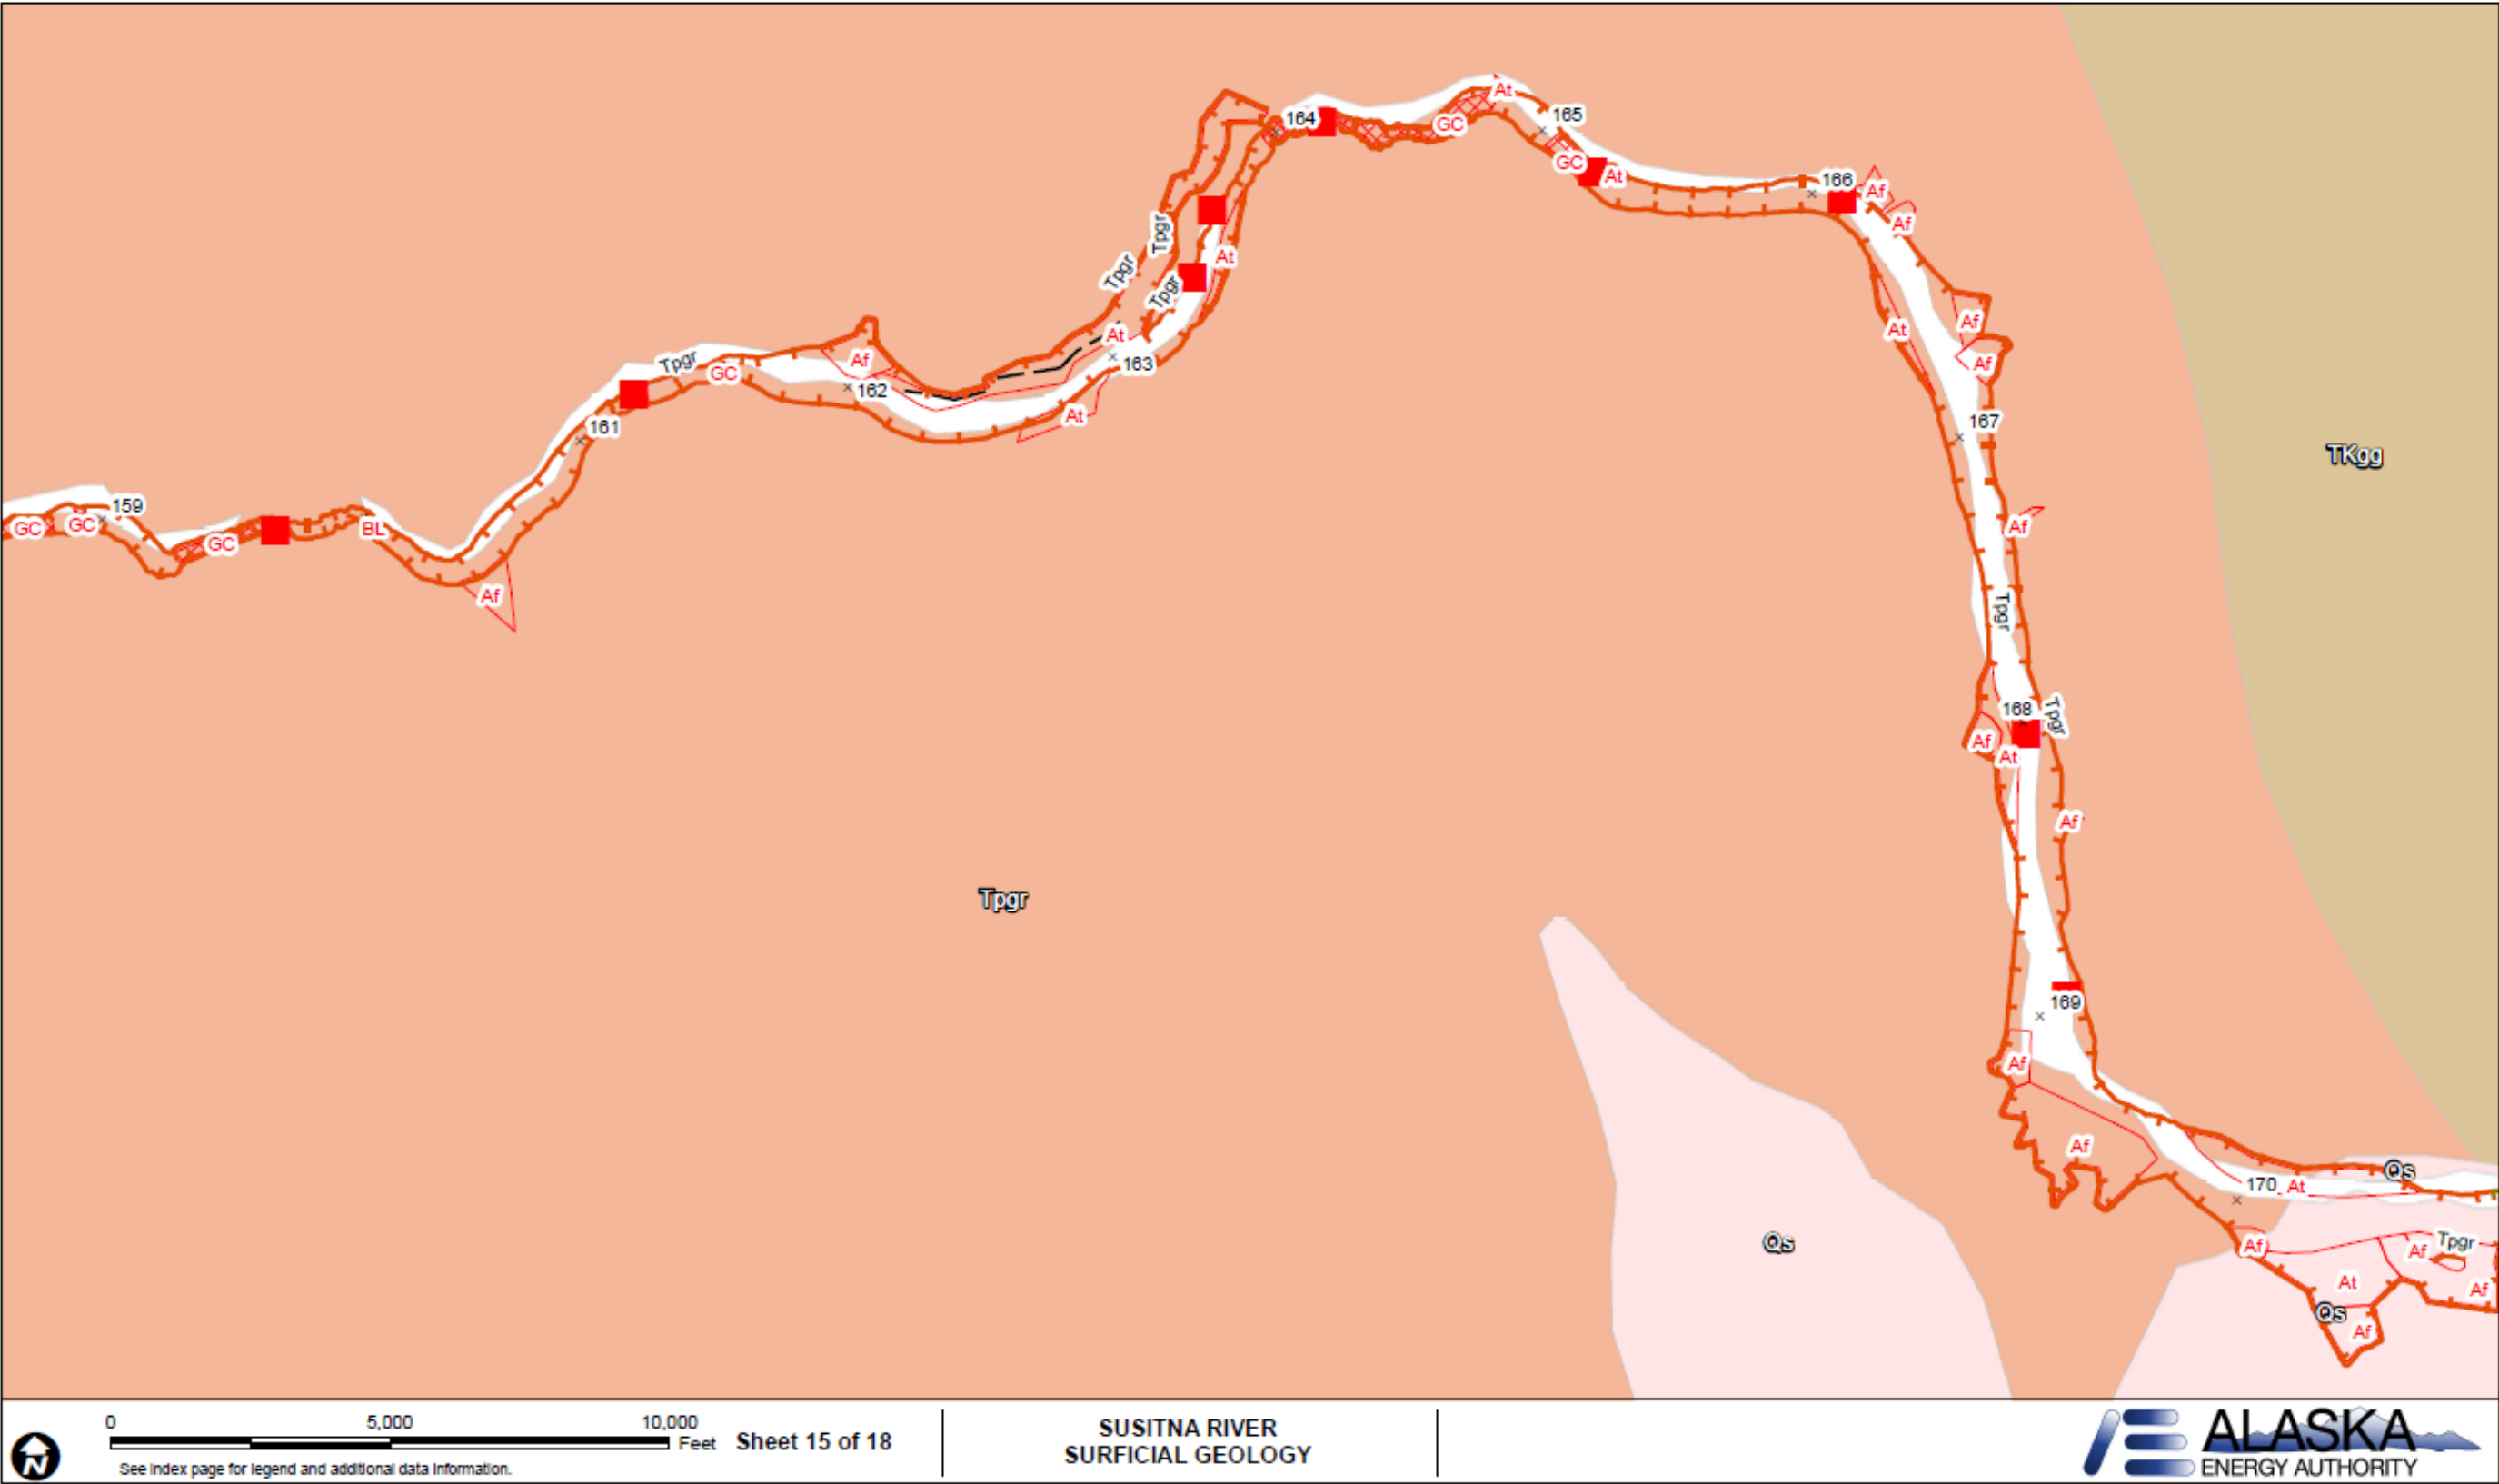 At
164
165
GC
GC
At
166
Af
Af
Tpgr
Tpgr
Tpgr
At
At
163
At
Af
Af
At
Tpgr
GC
Af
162
At
161
167
TKgg
159
GC
GC
GC
BL
Af
Af
Tpgr
168
Tpgr
Af
At
Af
Tpgr
169
Af
Af
Qs
170
At
Qs
Af
Af
Tpgr
At
Af
Qs
Af
0 5,000 10,000
Feet
Sheet 15 of 18
See index page for legend and additional data information.
N
SUSITNA RIVER
SURFICIAL GEOLOGY
ALASKA
ENERGY AUTHORITY